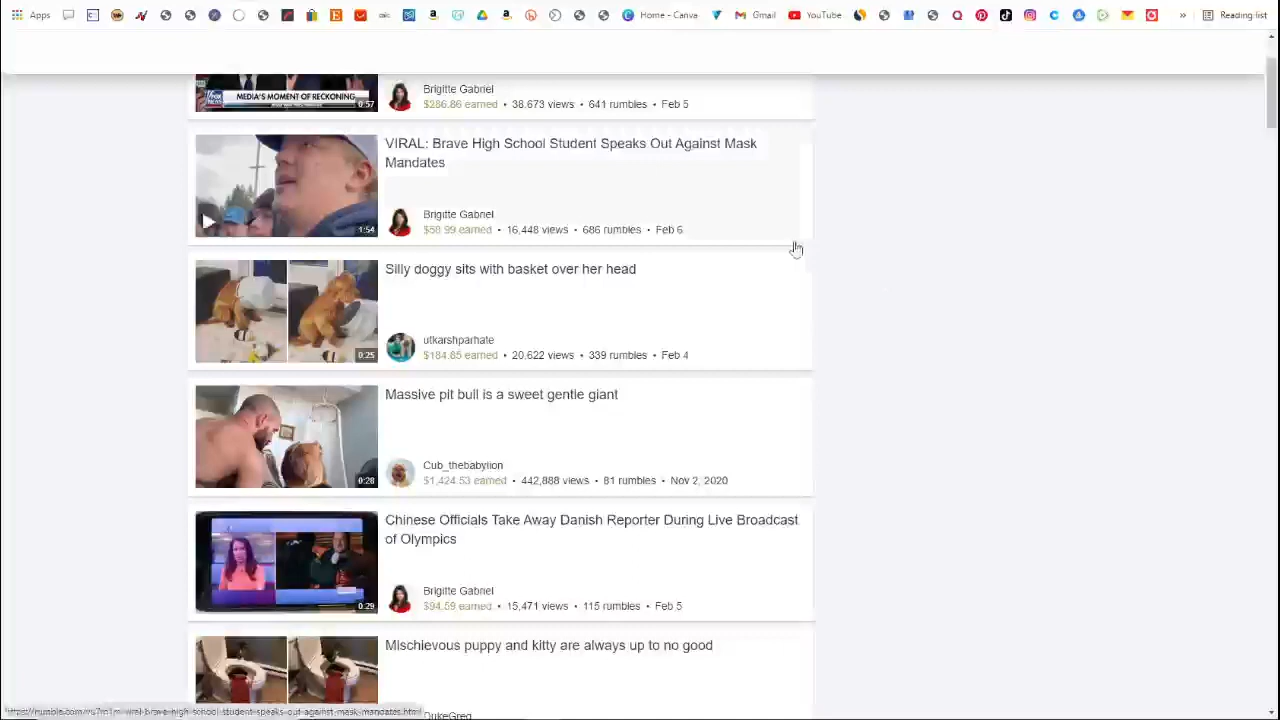 Apps
Home - Canva
Gmail
YouTube
»
Reading list
MEDIA'S MOMENT OF RECKONING
0:57
Brigitte Gabriel
$286.86 earned • 38,673 views • 641 rumbles • Feb 5
VIRAL: Brave High School Student Speaks Out Against Mask
Mandates
1:54
Brigitte Gabriel
$58.99 earned • 16,448 views • 686 rumbles • Feb 6
Silly doggy sits with basket over her head
0:25
utkarshparhate
$184.85 earned • 20,622 views • 339 rumbles • Feb 4
Massive pit bull is a sweet gentle giant
0:28
Cub_thebabylion
$1,424.53 earned • 442,888 views • 81 rumbles • Nov 2, 2020
Chinese Officials Take Away Danish Reporter During Live Broadcast
of Olympics
0:29
Brigitte Gabriel
$94.59 earned • 15,471 views • 115 rumbles • Feb 5
Mischievous puppy and kitty are always up to no good
DukeGreg